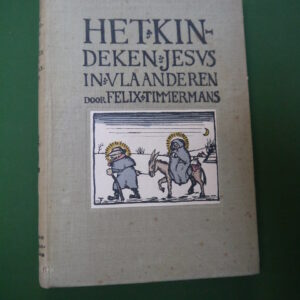 HET·KIN-
DEKEN·JESVS
IN·VLAANDEREN
DOOR·FELIX·TIMMERMANS